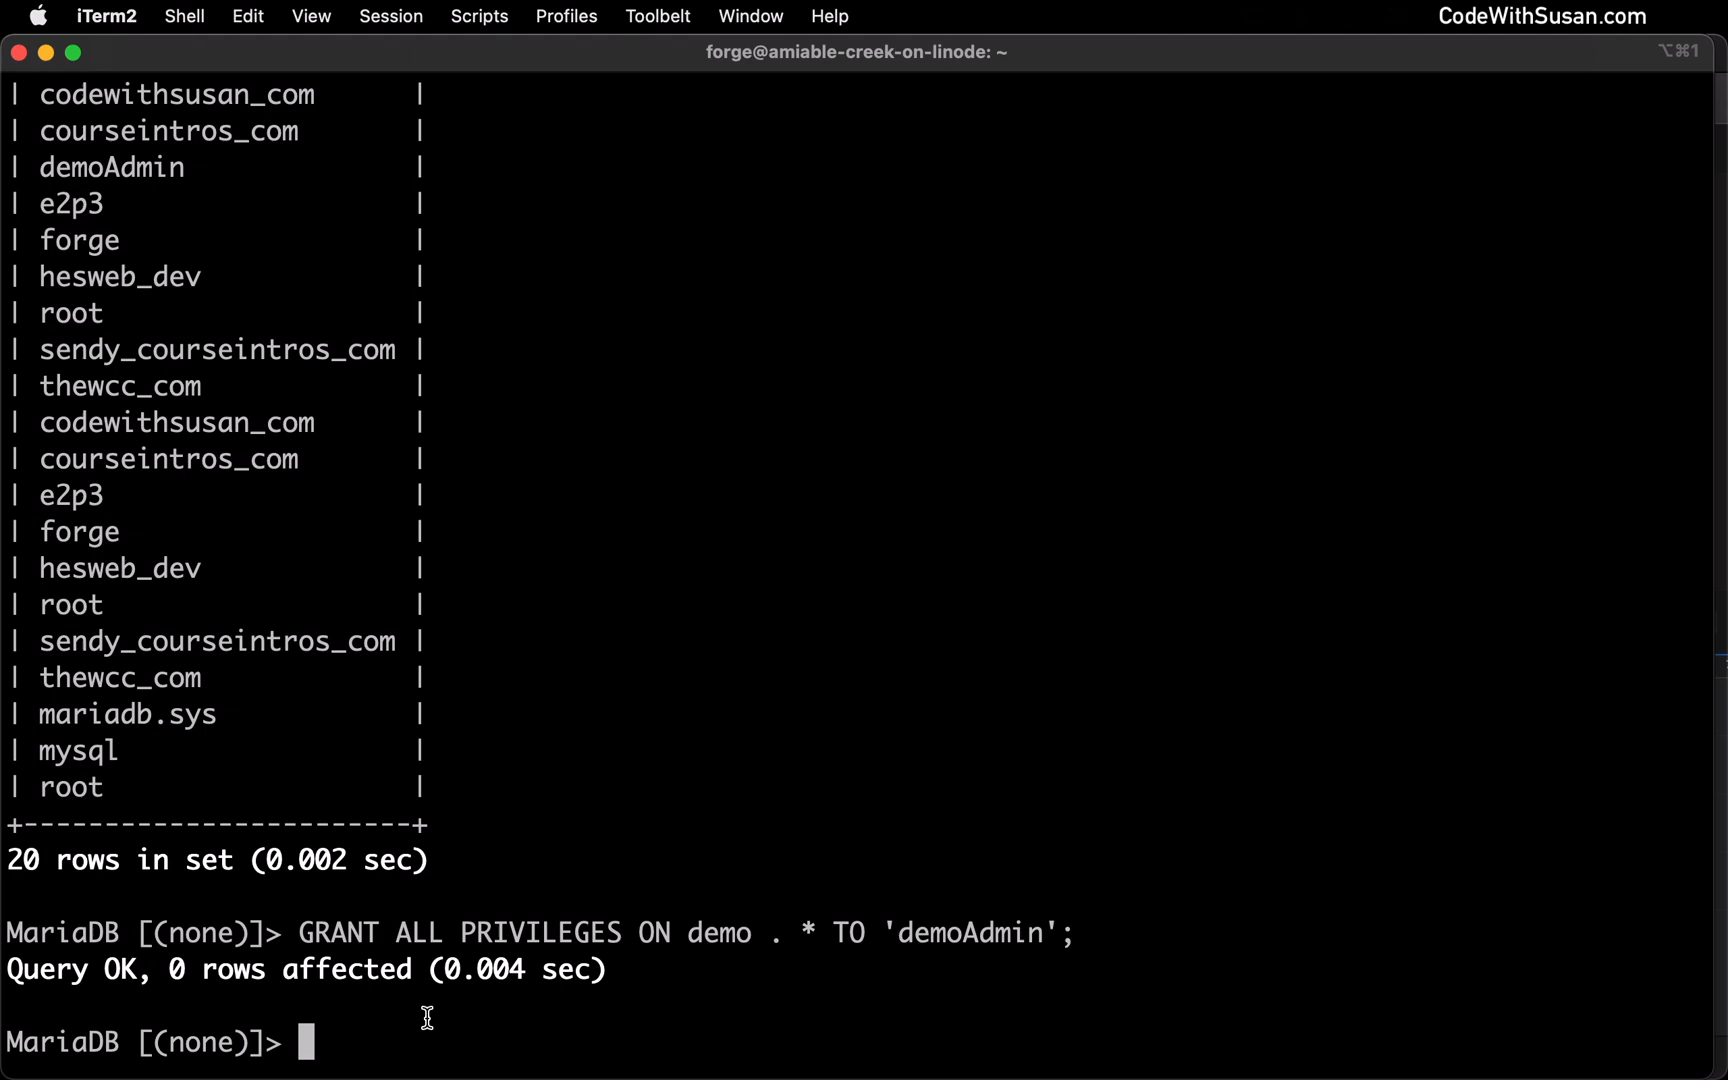 iTerm2 Shell Edit View Session Scripts Profiles Toolbelt Window Help CodeWithSusan.com
forge@amiable-creek-on-linode: ~ ⌥⌘1
| codewithsusan_com |
| courseintros_com |
| demoAdmin |
| e2p3 |
| forge |
| hesweb_dev |
| root |
| sendy_courseintros_com |
| thewcc_com |
| codewithsusan_com |
| courseintros_com |
| e2p3 |
| forge |
| hesweb_dev |
| root |
| sendy_courseintros_com |
| thewcc_com |
| mariadb.sys |
| mysql |
| root |
+------------------------+
20 rows in set (0.002 sec)
MariaDB [(none)]> GRANT ALL PRIVILEGES ON demo . * TO 'demoAdmin';
Query OK, 0 rows affected (0.004 sec)
MariaDB [(none)]>